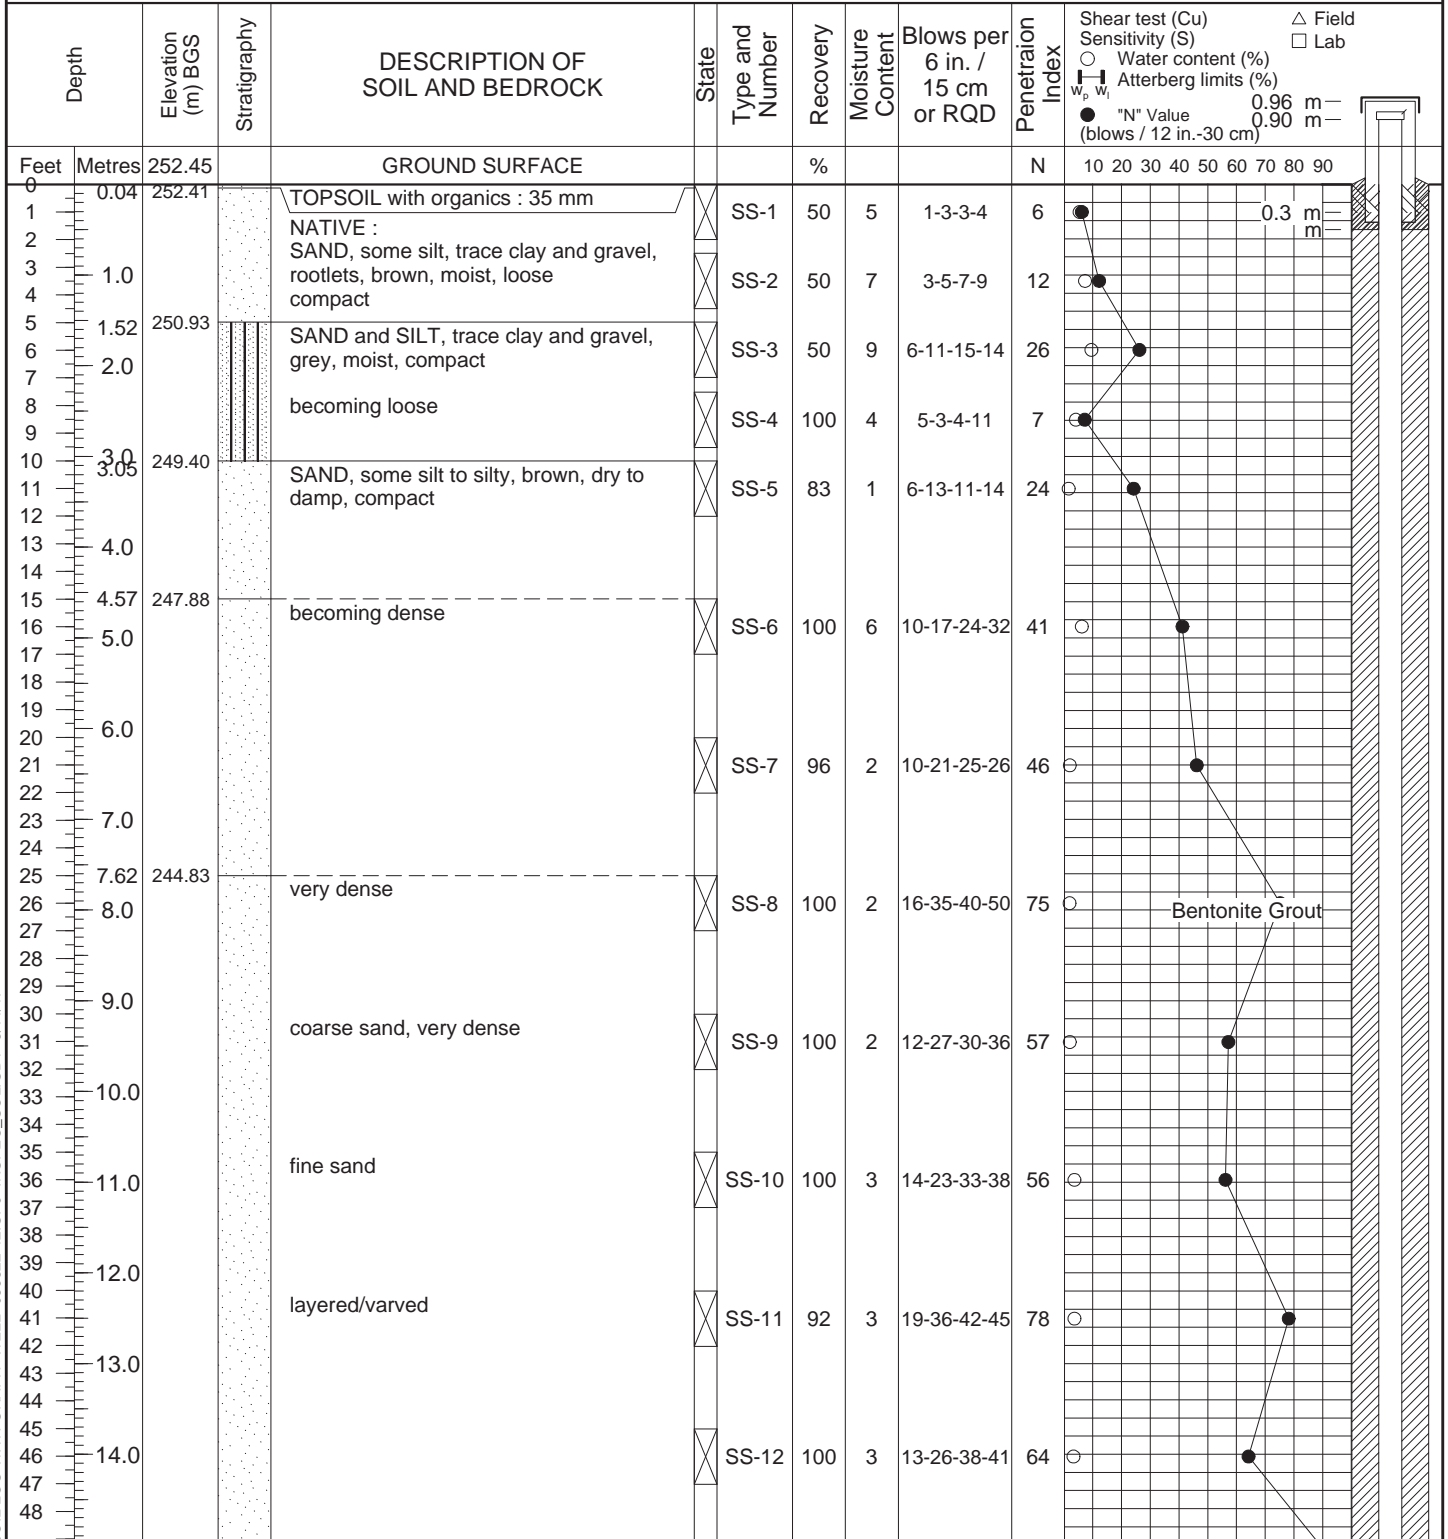 Depth
Elevation (m) BGS
Stratigraphy
DESCRIPTION OF
SOIL AND BEDROCK
State
Type and Number
Recovery
Moisture Content
Blows per
6 in. /
15 cm
or RQD
Penetraion Index
Shear test (Cu) △ Field
Sensitivity (S) □ Lab
○ Water content (%)
Wp Wl Atterberg limits (%)
● "N" Value
(blows / 12 in.-30 cm)
0.96 m
0.90 m
Feet Metres 252.45 GROUND SURFACE % N 10 20 30 40 50 60 70 80 90
0 0.04 252.41 TOPSOIL with organics : 35 mm
1 SS-1 50 5 1-3-3-4 6 0.3 m
NATIVE :
2 m
SAND, some silt, trace clay and gravel,
3 1.0 rootlets, brown, moist, loose SS-2 50 7 3-5-7-9 12
4 compact
5 1.52 250.93 SAND and SILT, trace clay and gravel,
6 2.0 grey, moist, compact SS-3 50 9 6-11-15-14 26
7
8 becoming loose SS-4 100 4 5-3-4-11 7
9 3.0
10 3.05 249.40 SAND, some silt to silty, brown, dry to
11 damp, compact SS-5 83 1 6-13-11-14 24
12
13 4.0
14
15 4.57 247.88 becoming dense
16 5.0 SS-6 100 6 10-17-24-32 41
17
18
19
20 6.0
21 SS-7 96 2 10-21-25-26 46
22
23 7.0
24
25 7.62 244.83 very dense
26 8.0 SS-8 100 2 16-35-40-50 75 Bentonite Grout
27
28
29
30 9.0 coarse sand, very dense
31 SS-9 100 2 12-27-30-36 57
32
33 10.0
34
35 fine sand
36 11.0 SS-10 100 3 14-23-33-38 56
37
38
39 12.0
40 layered/varved
41 SS-11 92 3 19-36-42-45 78
42
43 13.0
44
45
46 14.0 SS-12 100 3 13-26-38-41 64
47
48